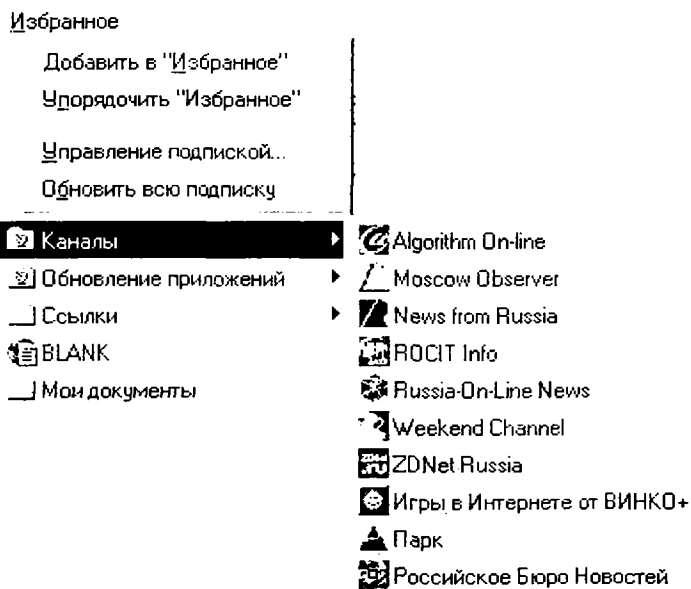 Избранное
Добавить в "Избранное"
Упорядочить "Избранное"
Управление подпиской...
Обновить всю подписку
Каналы
Обновление приложений
Ссылки
BLANK
Мои документы
Algorithm On-line
Moscow Observer
News from Russia
ROCIT Info
Russia-On-Line News
Weekend Channel
ZDNet Russia
Игры в Интернете от ВИНКО+
Парк
Российское Бюро Новостей